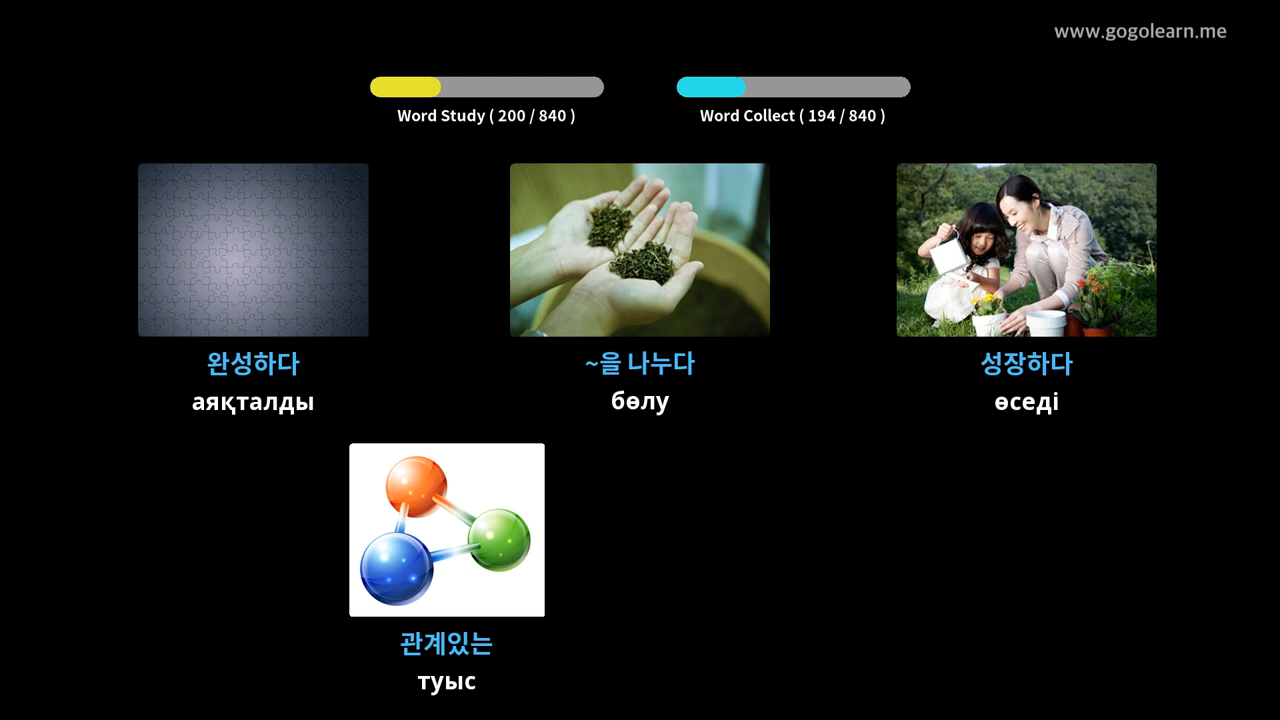 www.gogolearn.me
Word Study ( 200 / 840 )
Word Collect ( 194 / 840 )
완성하다
аяқталды
~을 나누다
бөлу
성장하다
өседі
관계있는
туыс